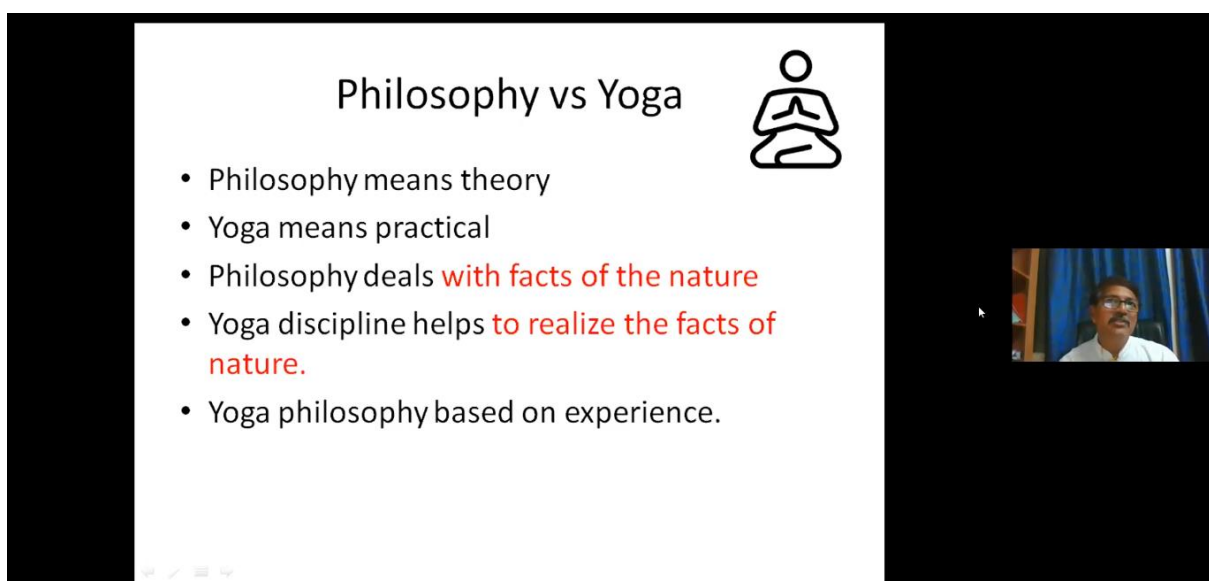 Philosophy vs Yoga
• Philosophy means theory
• Yoga means practical
• Philosophy deals with facts of the nature
• Yoga discipline helps to realize the facts of
nature.
• Yoga philosophy based on experience.